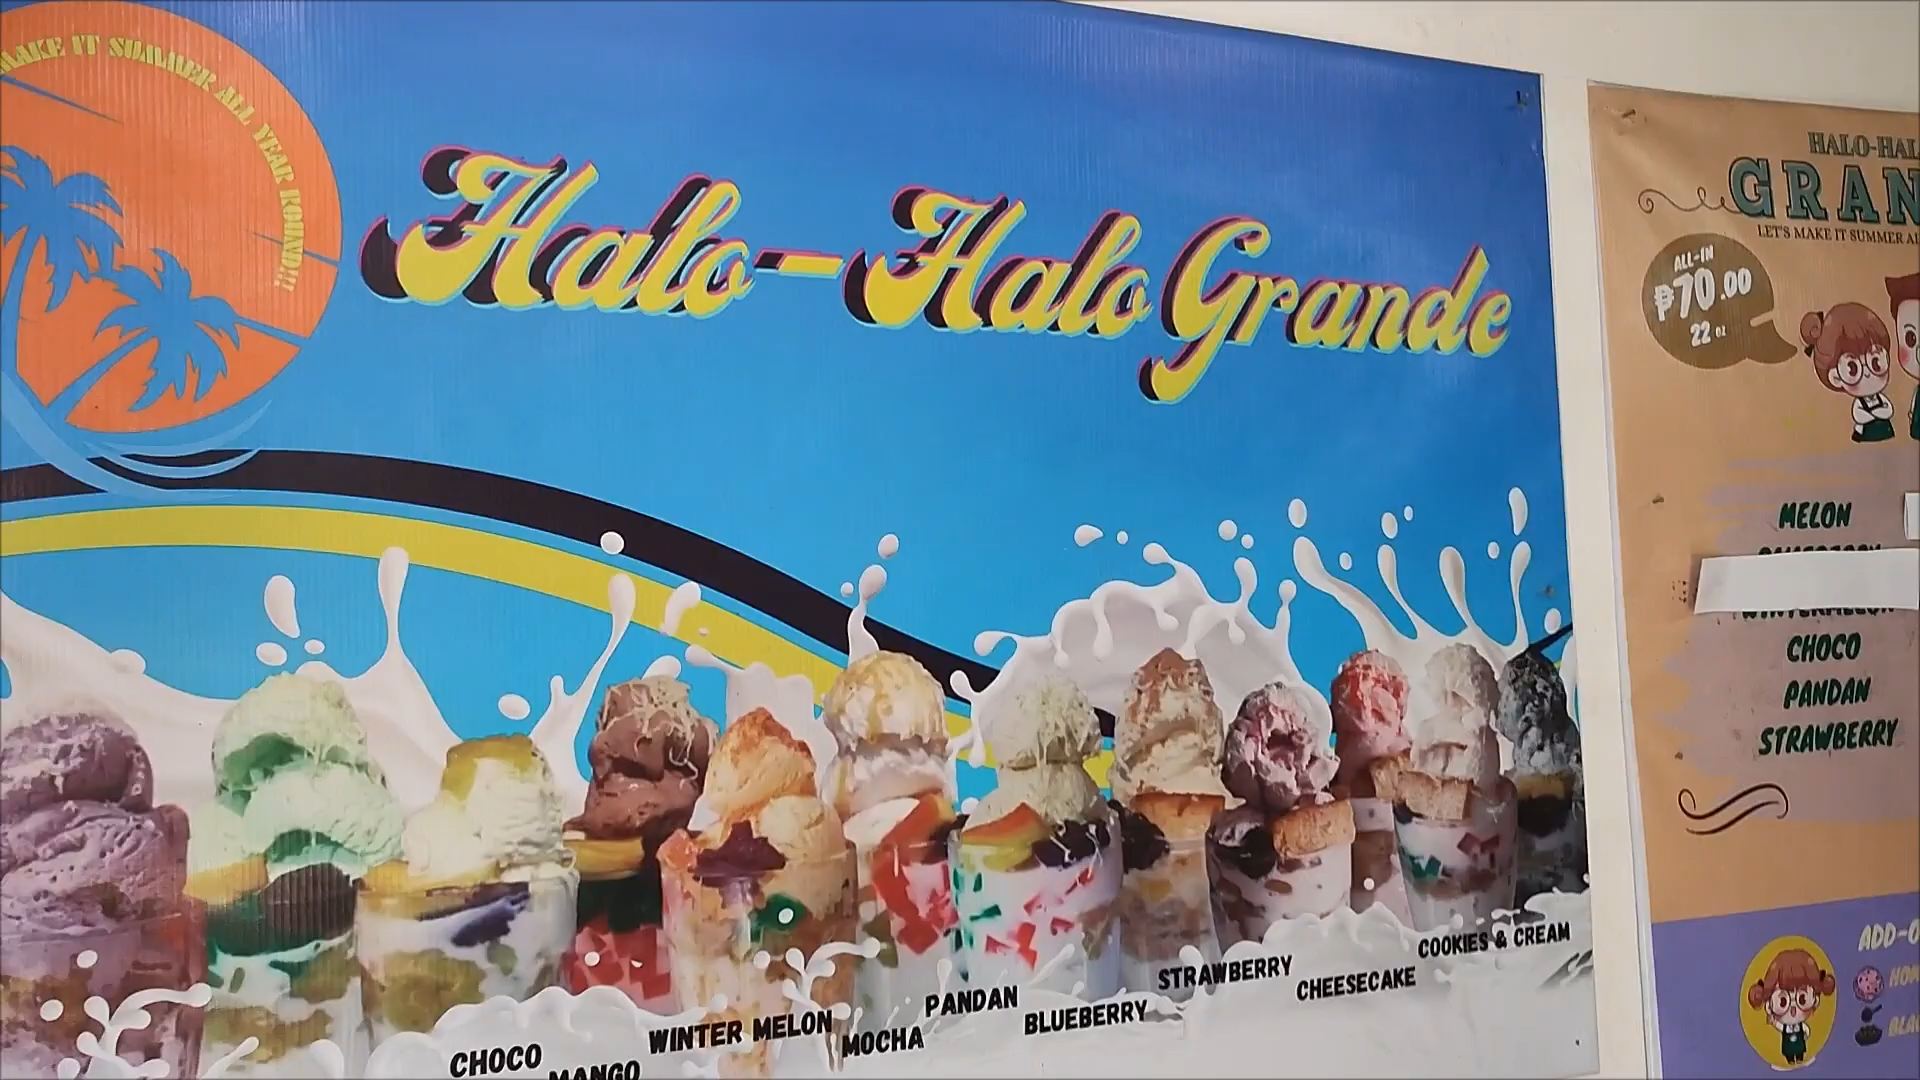 MAKE IT SUMMER ALL YEAR ROUND!!!
Halo-Halo Grande
CHOCO
MANGO
WINTER MELON
MOCHA
PANDAN
BLUEBERRY
STRAWBERRY
CHEESECAKE
COOKIES & CREAM
HALO-HAL
GRAN
LET'S MAKE IT SUMMER AL
ALL-IN
₱70.00
22 oz
MELON
WINTERMELON
CHOCO
PANDAN
STRAWBERRY
ADD-O